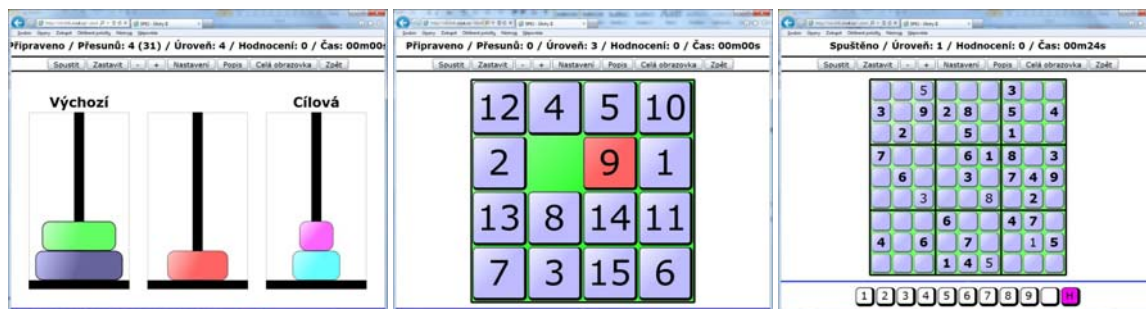 Připraveno / Přesunů: 4 (31) / Úroveň: 4 / Hodnocení: 0 / Čas: 00m00s
Spustit Zastavit - + Nastavení Popis Celá obrazovka Zpět
Výchozí Cílová
Připraveno / Přesunů: 0 / Úroveň: 3 / Hodnocení: 0 / Čas: 00m00s
Spustit Zastavit - + Nastavení Popis Celá obrazovka Zpět
12 4 5 10
2 9 1
13 8 14 11
7 3 15 6
Spuštěno / Úroveň: 1 / Hodnocení: 0 / Čas: 00m24s
Spustit Zastavit - + Nastavení Popis Celá obrazovka Zpět
5 3
3 9 2 8 5 4
2 5 1
7 6 1 8 3
6 3 7 4 9
3 8 2
6 4 7
4 6 7 1 5
1 4 5
1 2 3 4 5 6 7 8 9 H